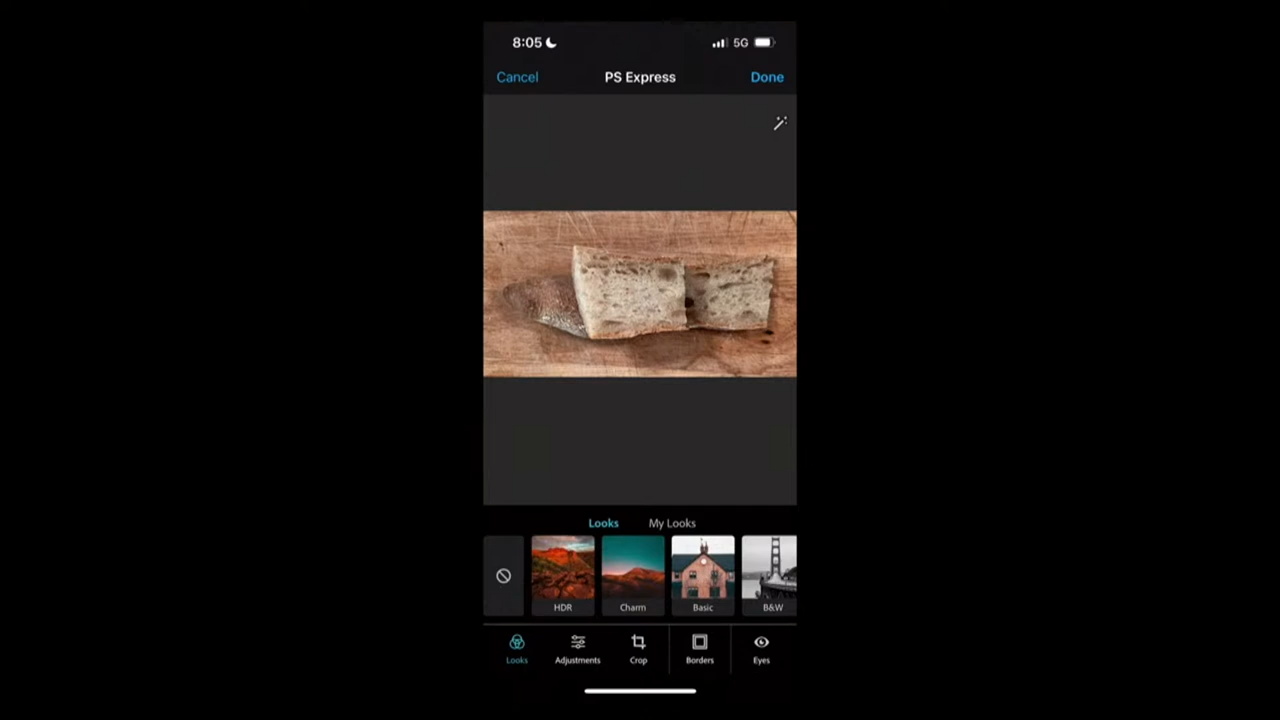 8:05 5G
Cancel PS Express Done
Looks My Looks
HDR Charm Basic B&W
Looks Adjustments Crop Borders Eyes